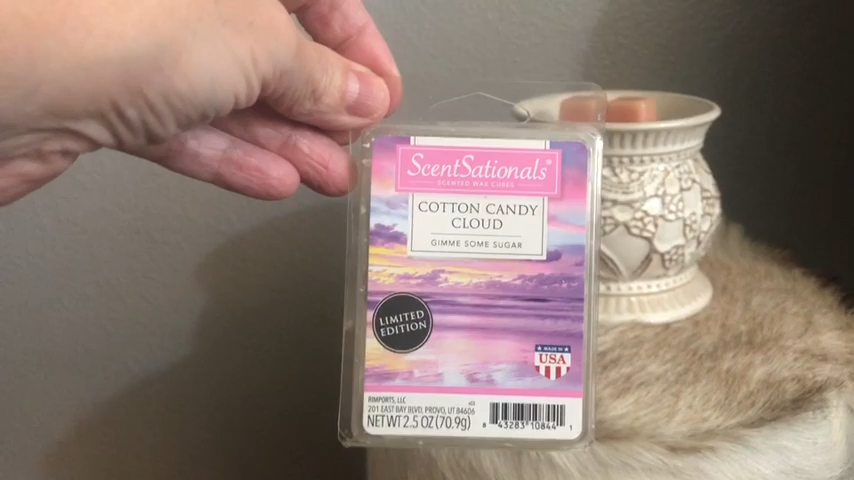 ScentSationals®
SCENTED WAX CUBES
COTTON CANDY
CLOUD
GIMME SOME SUGAR
LIMITED
EDITION
MADE IN
USA
RIMPORTS, LLC
201 EAST BAY BLVD, PROVO, UT 84606
NET WT 2.5 OZ (70.9g)
8 43283 10844 1